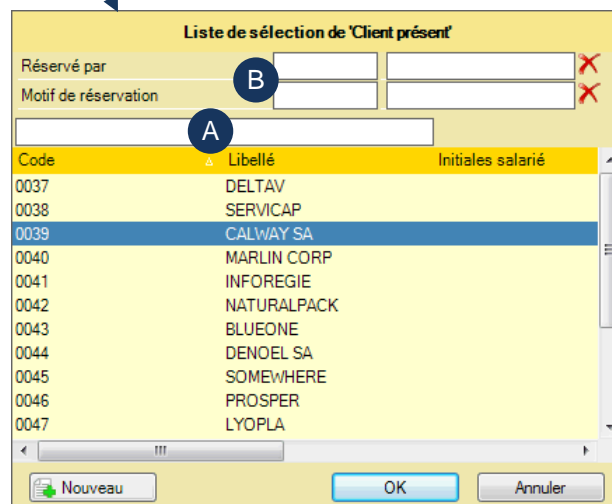 Liste de sélection de 'Client présent'
Réservé par
B
Motif de réservation
A
Code Libellé Initiales salarié
0037 DELTAV
0038 SERVICAP
0039 CALWAY SA
0040 MARLIN CORP
0041 INFOREGIE
0042 NATURALPACK
0043 BLUEONE
0044 DENOEL SA
0045 SOMEWHERE
0046 PROSPER
0047 LYOPLA
Nouveau OK Annuler